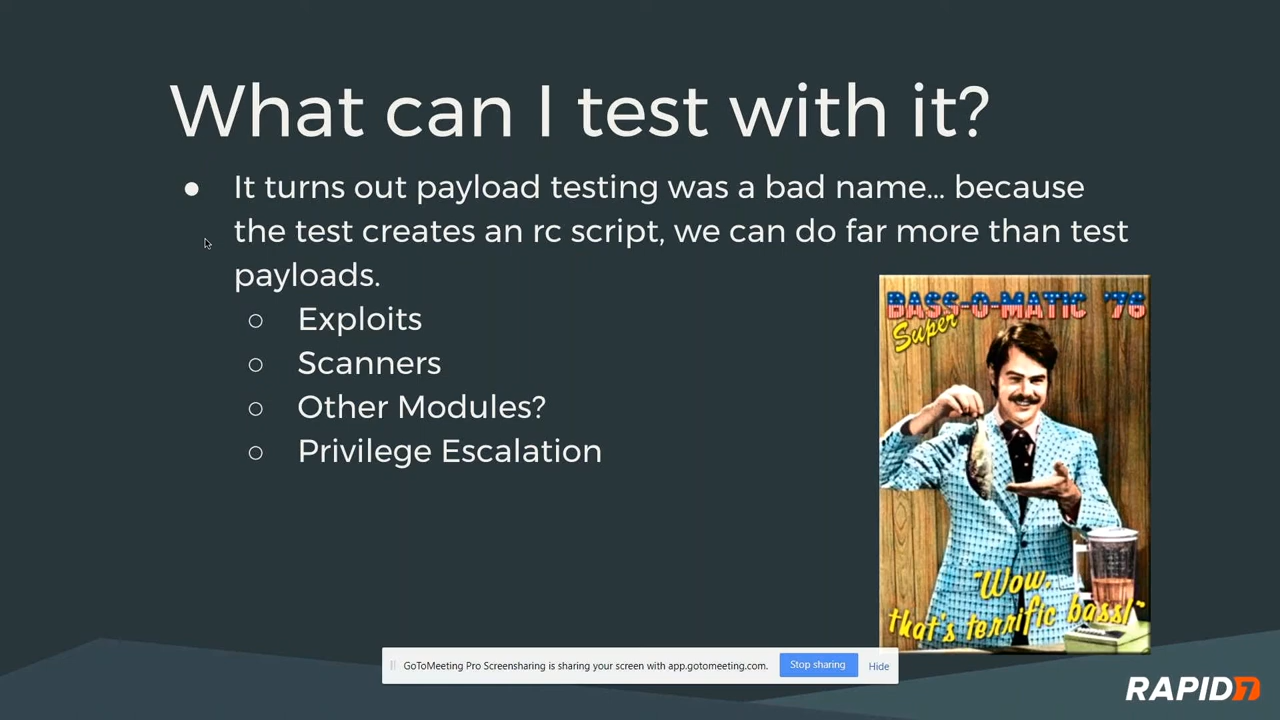 What can I test with it?
● It turns out payload testing was a bad name... because
the test creates an rc script, we can do far more than test
payloads.
○ Exploits
○ Scanners
○ Other Modules?
○ Privilege Escalation
BASS-O-MATIC '76
Super
"Wow,
that's terrific bass!"
GoToMeeting Pro Screensharing is sharing your screen with app.gotomeeting.com.
Stop sharing
Hide
RAPID7